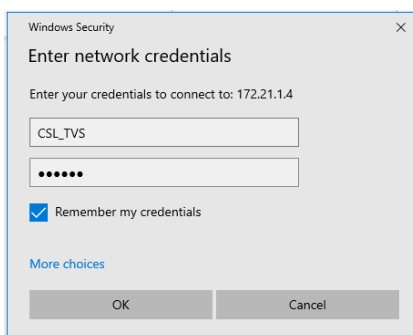 Windows Security
Enter network credentials
Enter your credentials to connect to: 172.21.1.4
CSL_TVS
••••••
Remember my credentials
More choices
OK Cancel